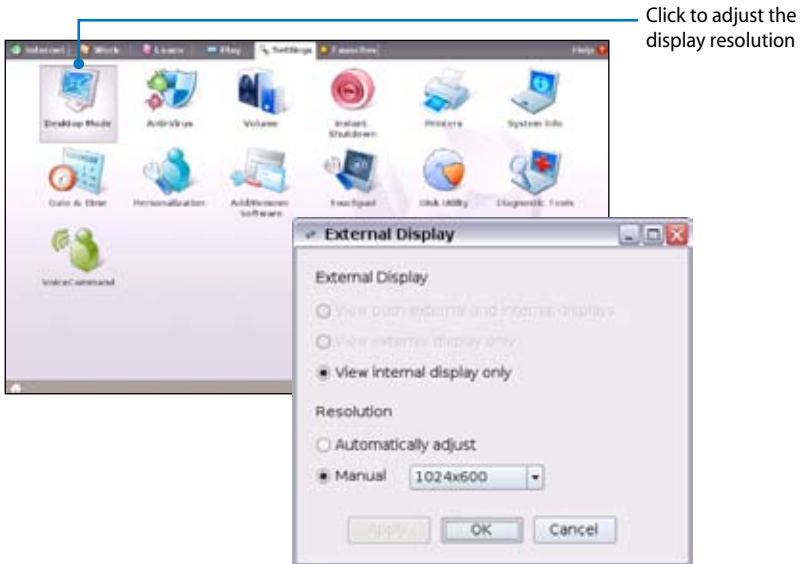 Click to adjust the
display resolution
Internet Work Learn Play Settings Favorites Help
Desktop Mode
Anti-Virus
Volume
Instant
Shutdown
Printers
System Info
Date & Time
Personalization
Add/Remove
Software
Touchpad
Disk Utility
Diagnostic Tools
VoiceCommand
External Display
External Display
View both external and internal displays
View external display only
View internal display only
Resolution
Automatically adjust
Manual 1024x600
Apply OK Cancel